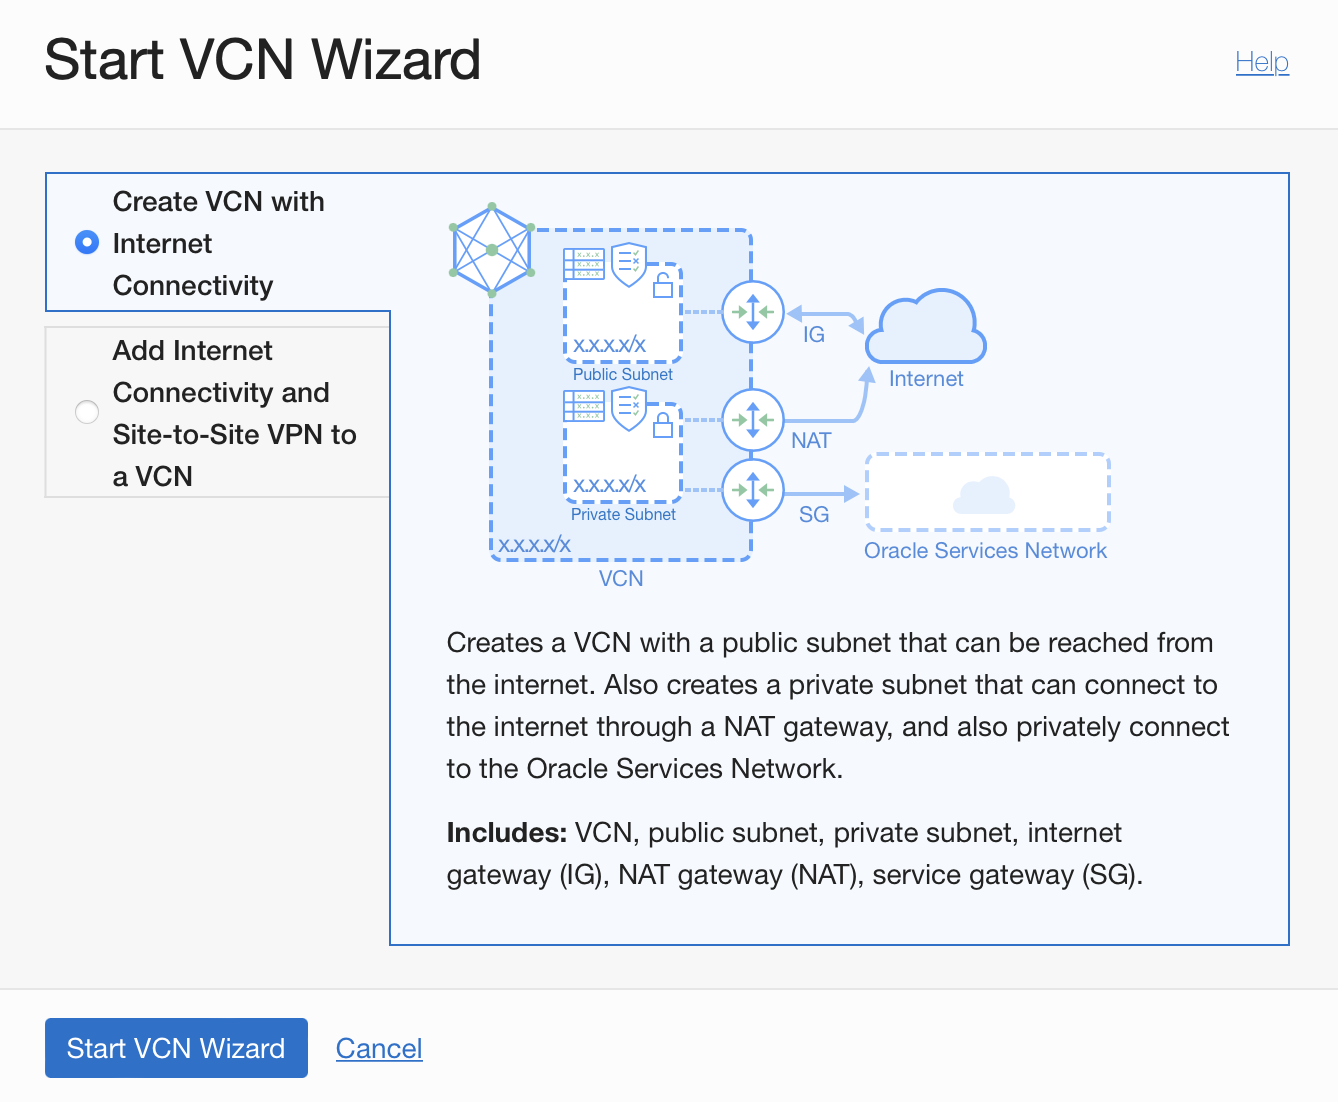 Start VCN Wizard
Help
Create VCN with
Internet
Connectivity
Add Internet
Connectivity and
Site-to-Site VPN to
a VCN
x.x.x
x.x.x
x.x.x.x/x
Public Subnet
x.x.x
x.x.x
x.x.x.x/x
Private Subnet
x.x.x.x/x
VCN
IG
Internet
NAT
SG
Oracle Services Network
Creates a VCN with a public subnet that can be reached from
the internet. Also creates a private subnet that can connect to
the internet through a NAT gateway, and also privately connect
to the Oracle Services Network.
Includes: VCN, public subnet, private subnet, internet
gateway (IG), NAT gateway (NAT), service gateway (SG).
Start VCN Wizard
Cancel